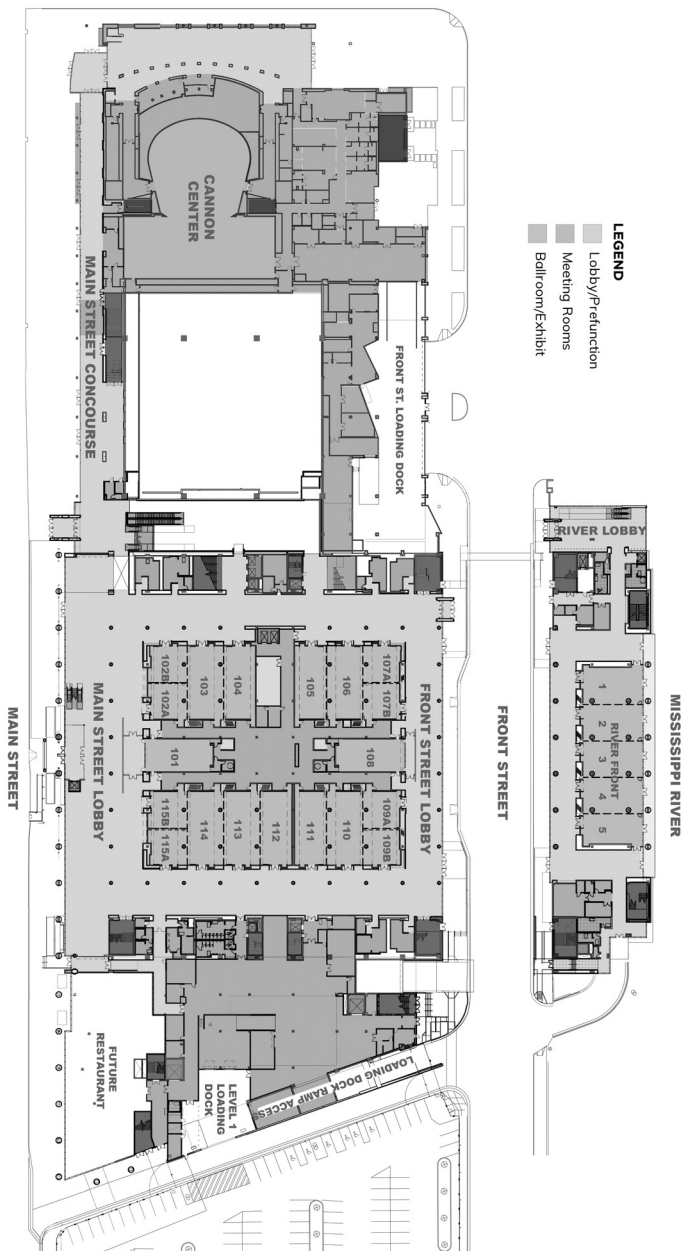 LEGEND
Lobby/Prefunction
Meeting Rooms
Ballroom/Exhibit
CANNON
CENTER
MAIN STREET CONCOURSE
FRONT ST. LOADING DOCK
RIVER LOBBY
102B
102A
103
104
105
106
107A
107B
101
108
115B
115A
114
113
112
111
110
109A
109B
MAIN STREET LOBBY
FRONT STREET LOBBY
MAIN STREET
FRONT STREET
1
2
3
4
5
RIVER FRONT
MISSISSIPPI RIVER
FUTURE
RESTAURANT
LEVEL 1
LOADING
DOCK
LOADING DOCK RAMP ACCES